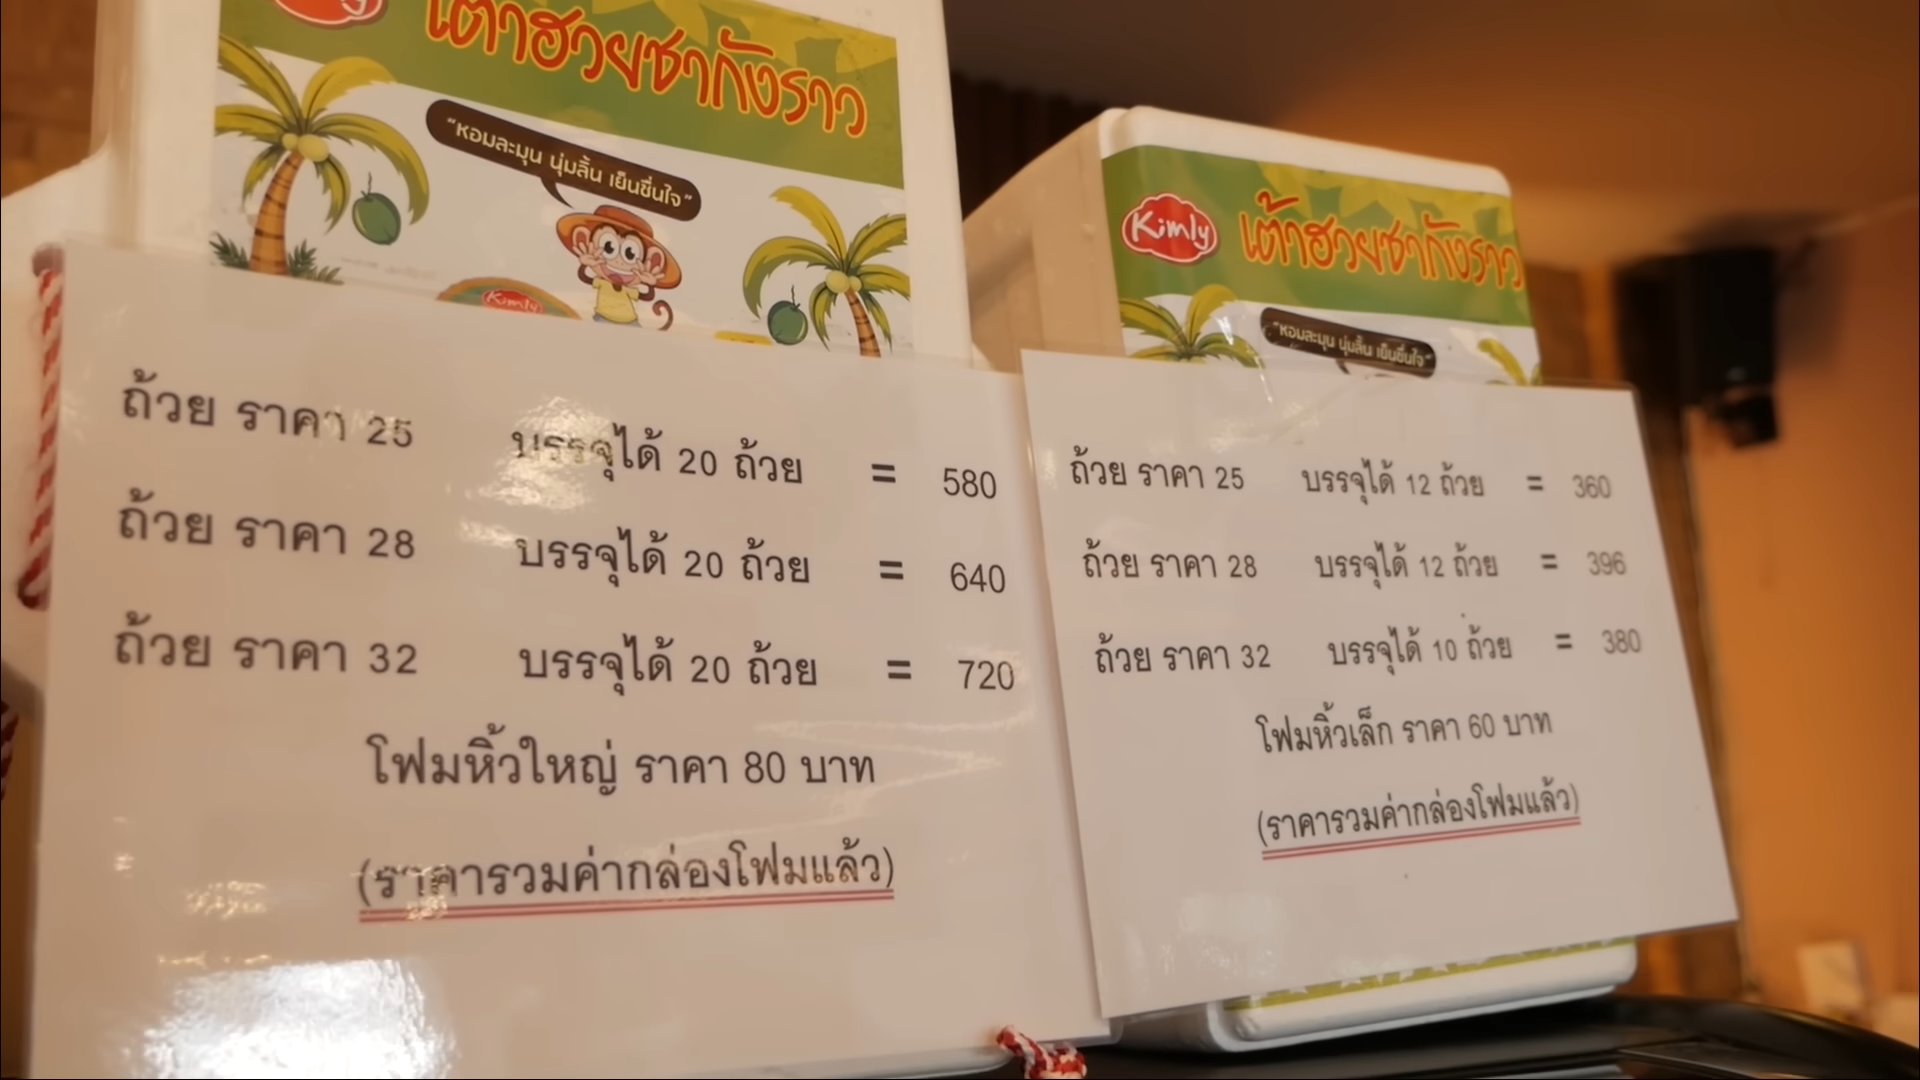 เต้าฮวยชากังราว
"หอมละมุน นุ่มลิ้น เย็นชื่นใจ"
Kimly
ถ้วย ราคา 25 บรรจุได้ 20 ถ้วย = 580
ถ้วย ราคา 28 บรรจุได้ 20 ถ้วย = 640
ถ้วย ราคา 32 บรรจุได้ 20 ถ้วย = 720
โฟมหิ้วใหญ่ ราคา 80 บาท
(ราคารวมค่ากล่องโฟมแล้ว)
Kimly เต้าฮวยชากังราว
"หอมละมุน นุ่มลิ้น เย็นชื่นใจ"
ถ้วย ราคา 25 บรรจุได้ 12 ถ้วย = 360
ถ้วย ราคา 28 บรรจุได้ 12 ถ้วย = 396
ถ้วย ราคา 32 บรรจุได้ 10 ถ้วย = 380
โฟมหิ้วเล็ก ราคา 60 บาท
(ราคารวมค่ากล่องโฟมแล้ว)